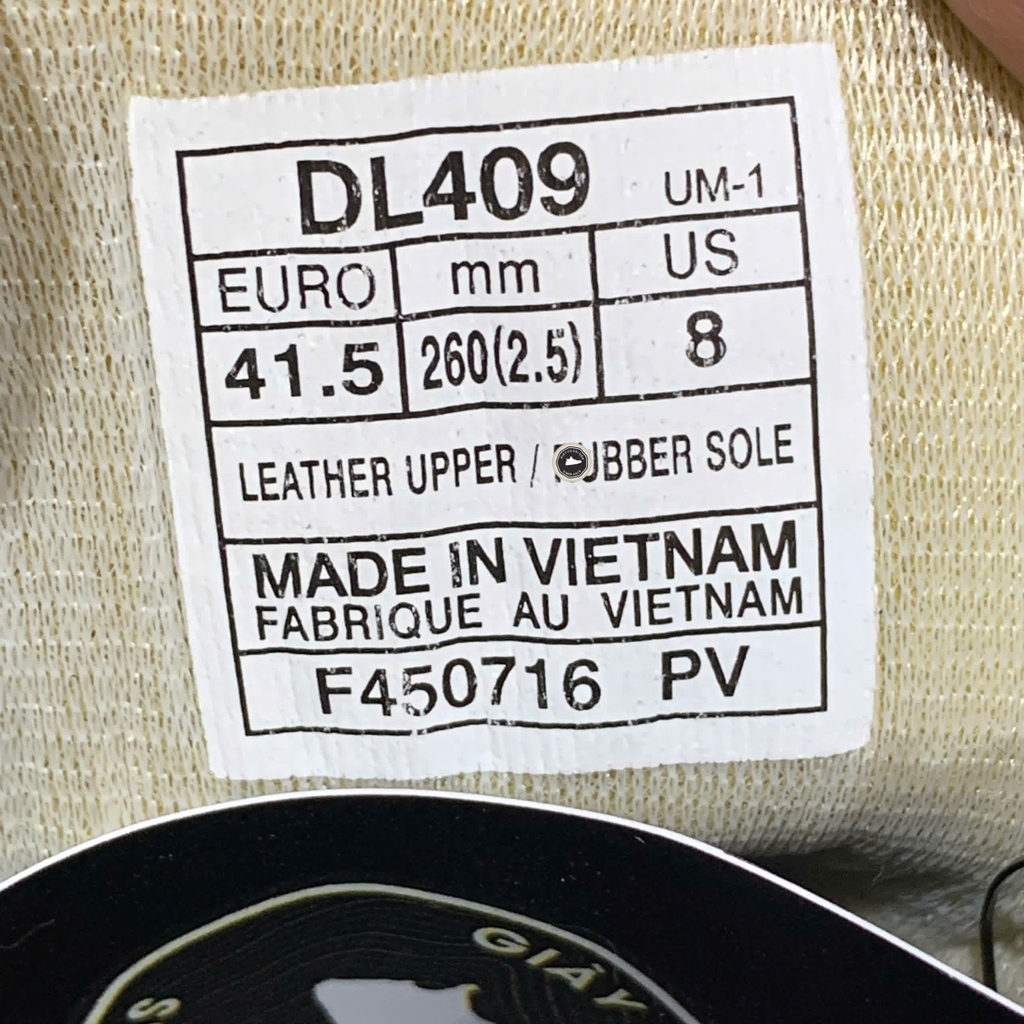 DL409 UM-1
EURO mm US
41.5 260(2.5) 8
LEATHER UPPER / RUBBER SOLE
MADE IN VIETNAM
FABRIQUE AU VIETNAM
F450716 PV
GIÀY